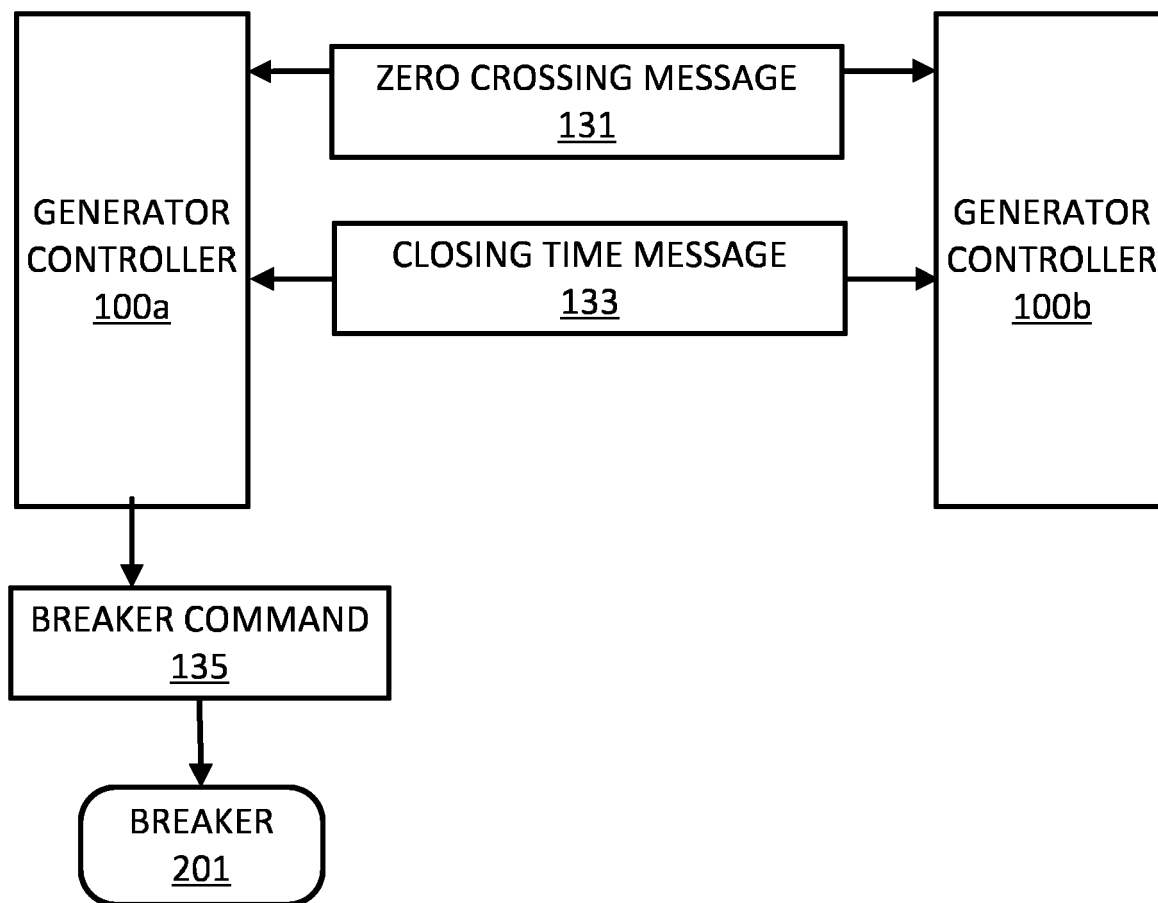 ZERO CROSSING MESSAGE
131
GENERATOR
CONTROLLER
100a
CLOSING TIME MESSAGE
133
GENERATOR
CONTROLLER
100b
BREAKER COMMAND
135
BREAKER
201